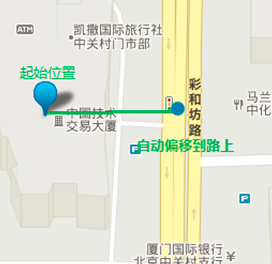 ATM
凯撒国际旅行社
中关村门市部
起始位置
中国技术
交易大厦
彩和坊路
马兰
中化
P
自动偏移到路上
P
厦门国际银行
北京中关村支行